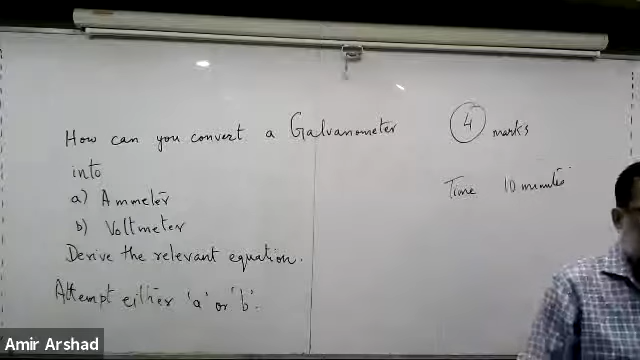 How can you convert a Galvanometer
into
a) Ammeter
b) Voltmeter
Derive the relevant equation.
Attempt either 'a' or 'b'.
4 marks
Time 10 minutes
Amir Arshad